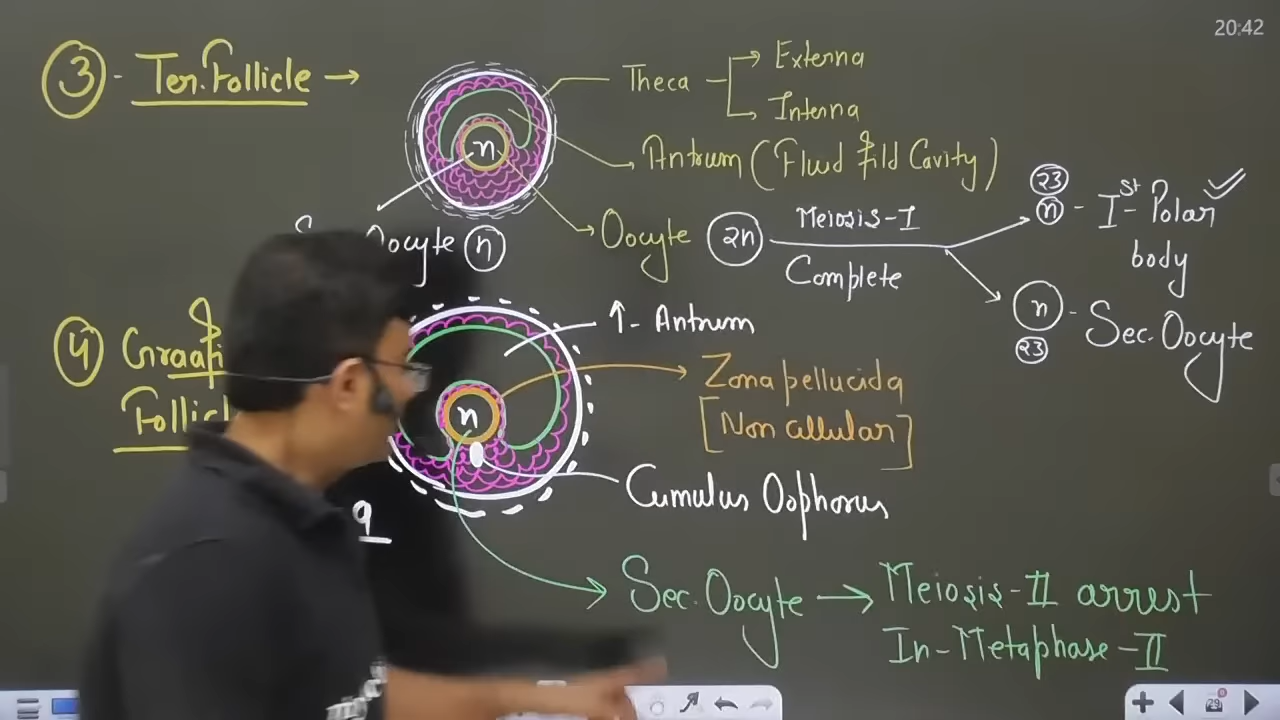 20:42
3 - Ter. Follicle →
Theca
Externa
Interna
Antrum (Fluid fild Cavity)
n
Oocyte n
Oocyte 2n
Meiosis-I
Complete
23
n - Ist Polar
body
n - Sec. Oocyte
23
4
Follicl
↑- Antrum
n
Zona pellucida
[Non cellular]
Cumulus Oophorus
9
Sec. Oocyte → Meiosis-II arrest
In-Metaphase-II
29